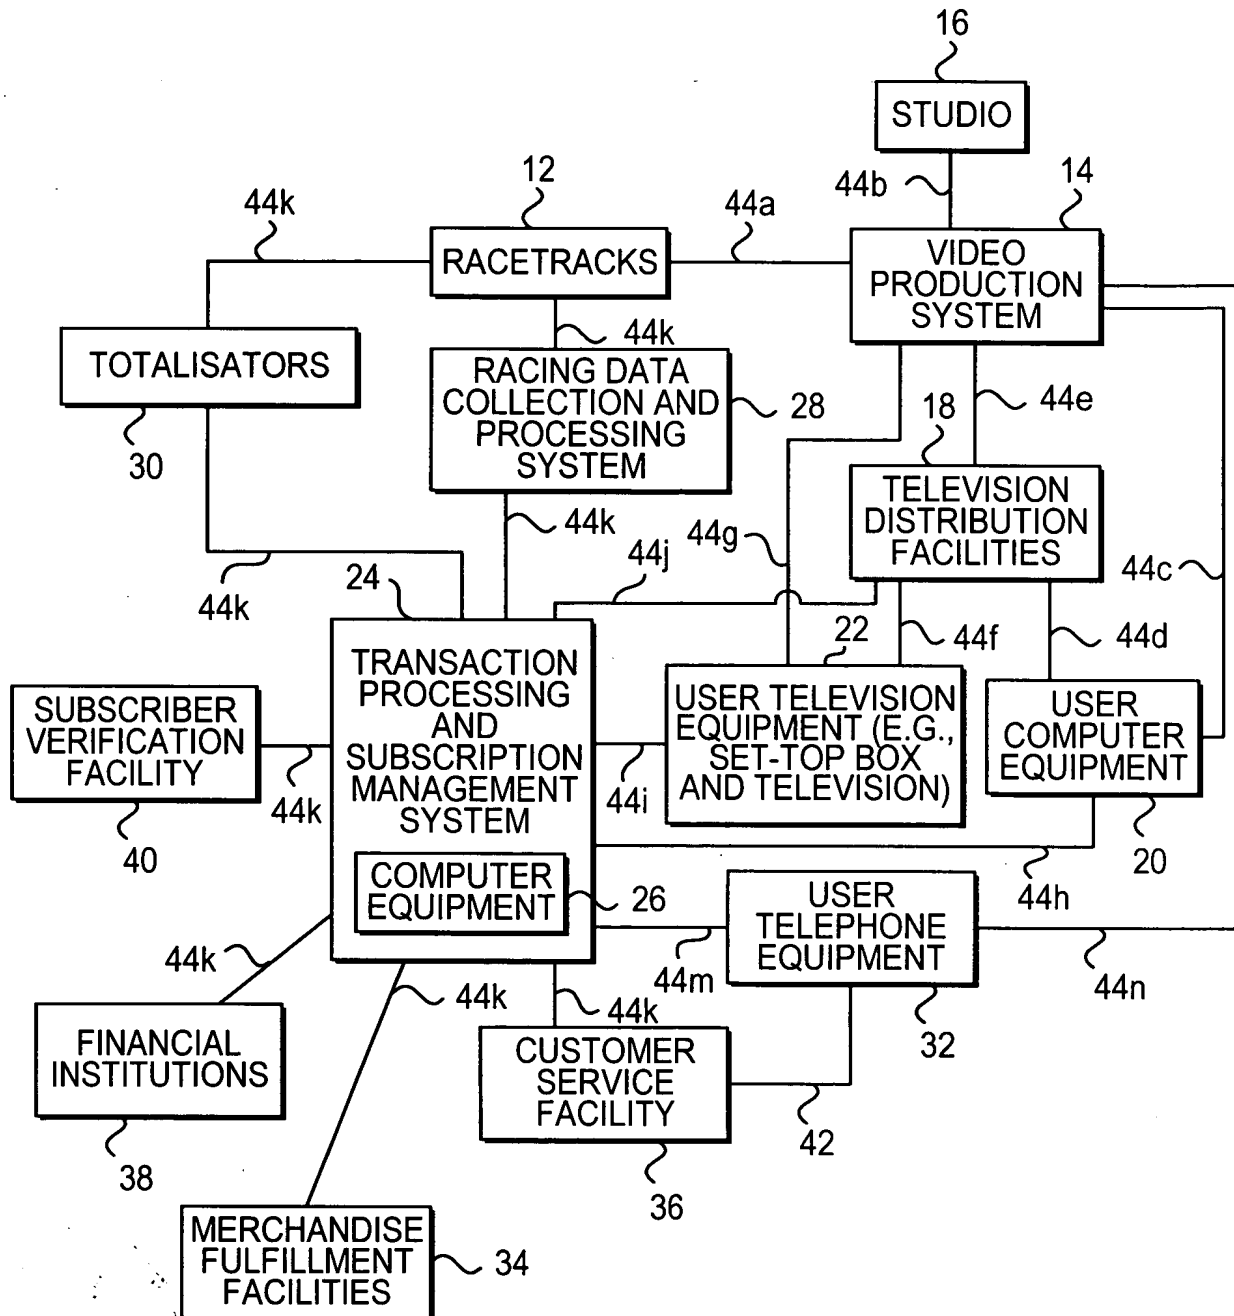 16
STUDIO
44b
14
12
44k
44a
VIDEO
PRODUCTION
SYSTEM
RACETRACKS
44k
TOTALISATORS
30
RACING DATA
COLLECTION AND
PROCESSING
SYSTEM
28
44e
18
TELEVISION
DISTRIBUTION
FACILITIES
44k
44g
44c
44k
24
44j
22
44f
44d
TRANSACTION
PROCESSING
AND
SUBSCRIPTION
MANAGEMENT
SYSTEM
SUBSCRIBER
VERIFICATION
FACILITY
40
44k
44i
USER TELEVISION
EQUIPMENT (E.G.,
SET-TOP BOX
AND TELEVISION)
USER
COMPUTER
EQUIPMENT
20
44h
COMPUTER
EQUIPMENT
26
USER
TELEPHONE
EQUIPMENT
32
44m
44n
44k
44k
44k
FINANCIAL
INSTITUTIONS
38
CUSTOMER
SERVICE
FACILITY
36
42
MERCHANDISE
FULFILLMENT
FACILITIES
34